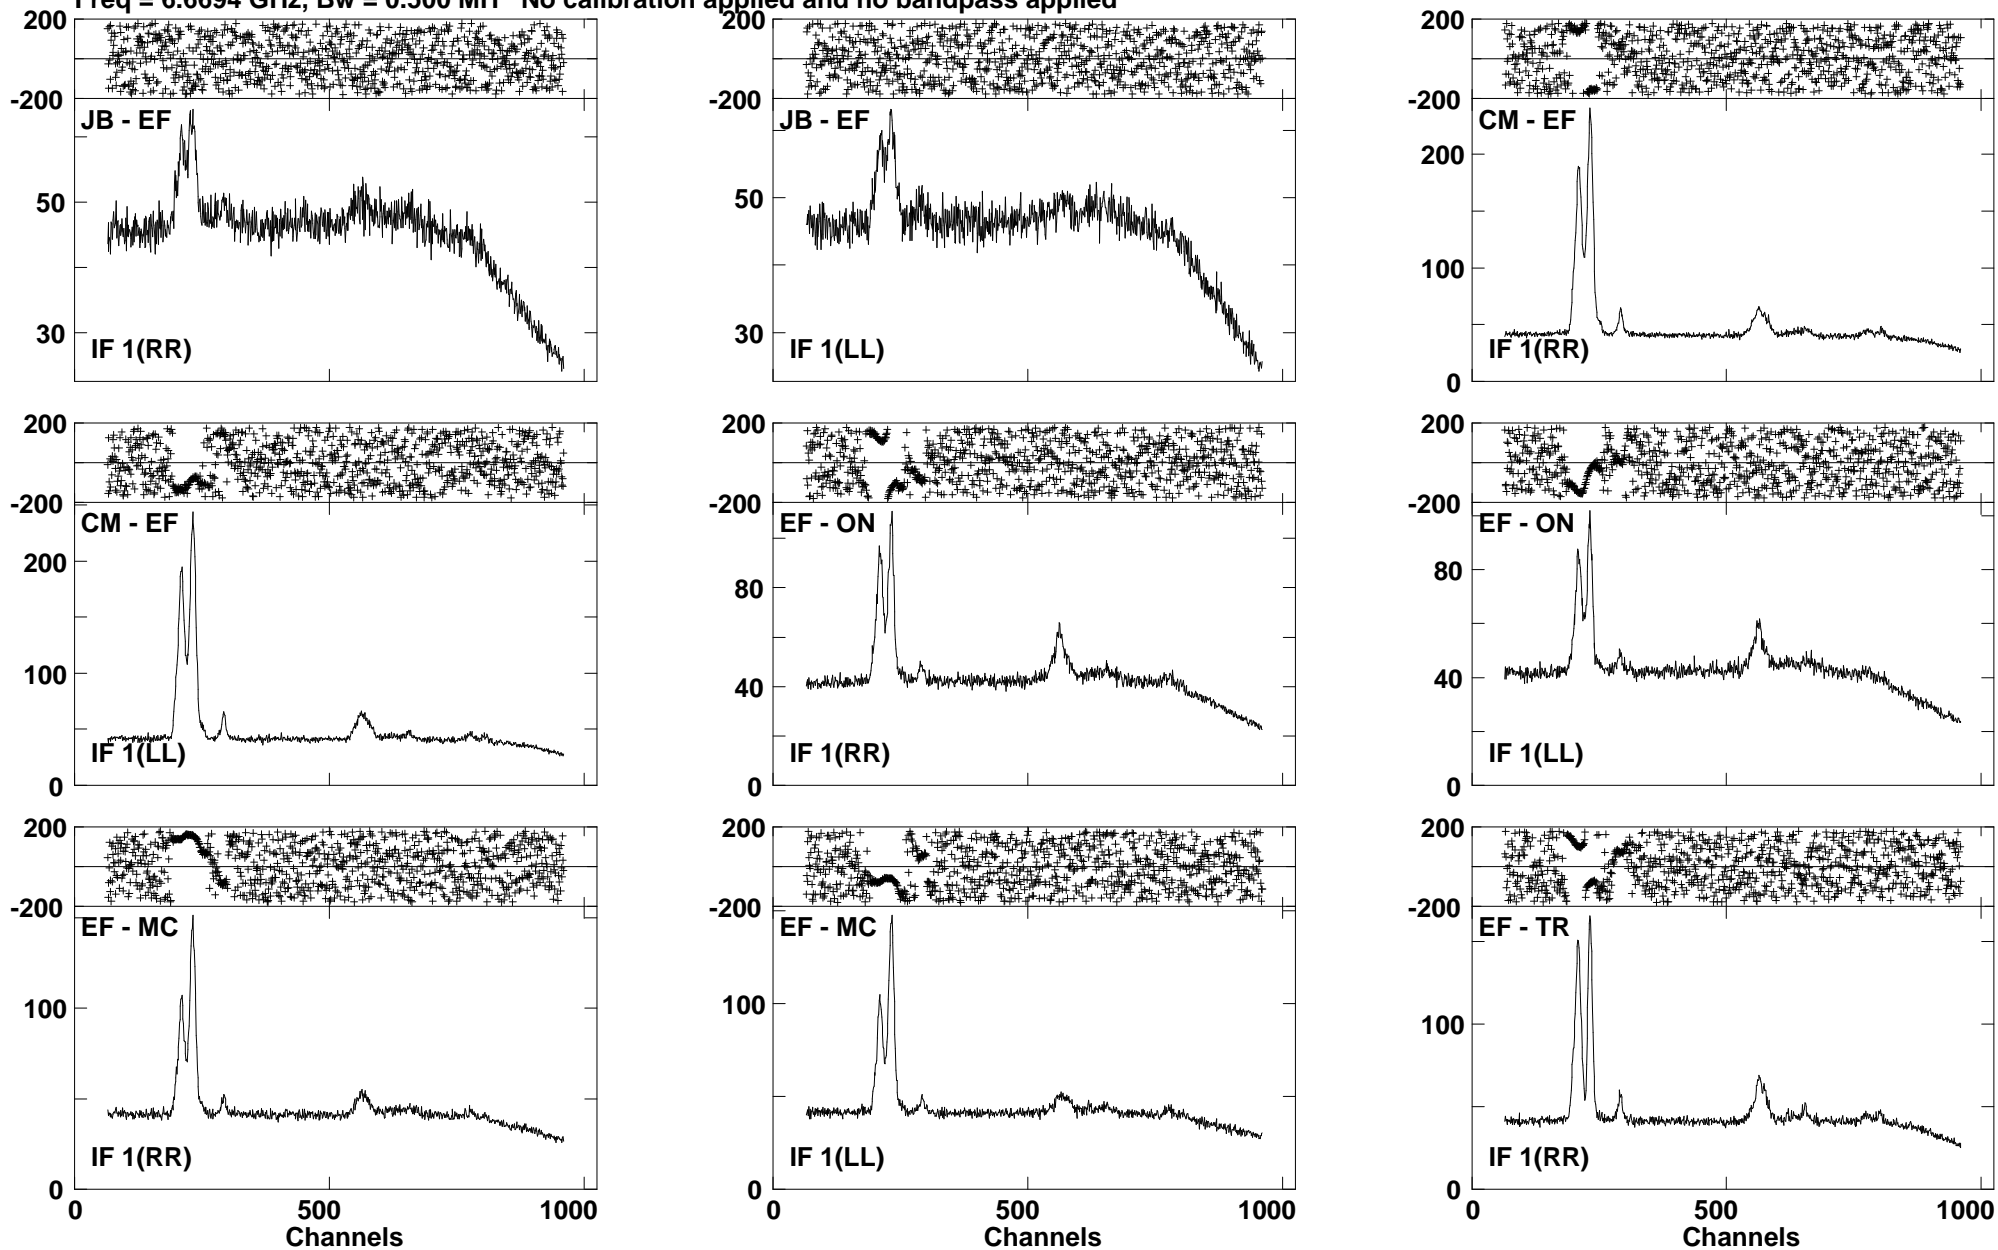 Freq = 6.6694 GHz, Bw = 0.500 MH No calibration applied and no bandpass applied
200
-200
JB - EF
50
30
IF 1(RR)
JB - EF
50
30
IF 1(LL)
200
-200
CM - EF
200
100
0
IF 1(RR)
200
-200
CM - EF
200
100
0
IF 1(LL)
200
-200
EF - ON
80
40
0
IF 1(RR)
200
-200
EF - ON
80
40
0
IF 1(LL)
200
-200
EF - MC
100
0
IF 1(RR)
0 500 1000
Channels
200
-200
EF - MC
100
0
IF 1(LL)
0 500 1000
Channels
200
-200
EF - TR
100
0
IF 1(RR)
0 500 1000
Channels